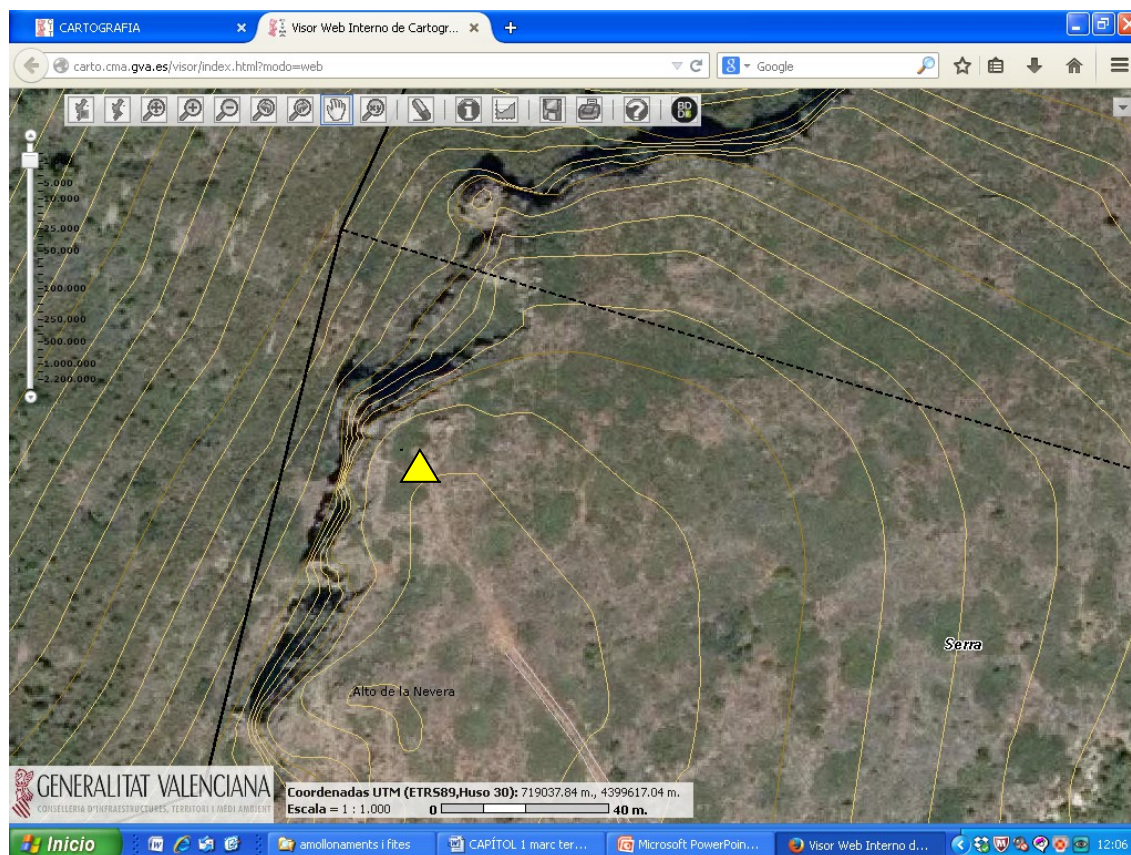 CARTOGRAFIA
Visor Web Interno de Cartogr...
carto.cma.gva.es/visor/index.html?modo=web
Google
5.000
10.000
25.000
50.000
100.000
250.000
500.000
1.000.000
2.200.000
Serra
Alto de la Nevera
GENERALITAT VALENCIANA
CONSELLERIA D'INFRAESTRUCTURES, TERRITORI I MEDI AMBIENT
Coordenadas UTM (ETRS89,Huso 30): 719037.84 m., 4399617.04 m.
Escala = 1 : 1.000 0 40 m.
Inicio
amollonaments i fites
CAPÍTOL 1 marc ter...
Microsoft PowerPoin...
Visor Web Interno d...
12:06